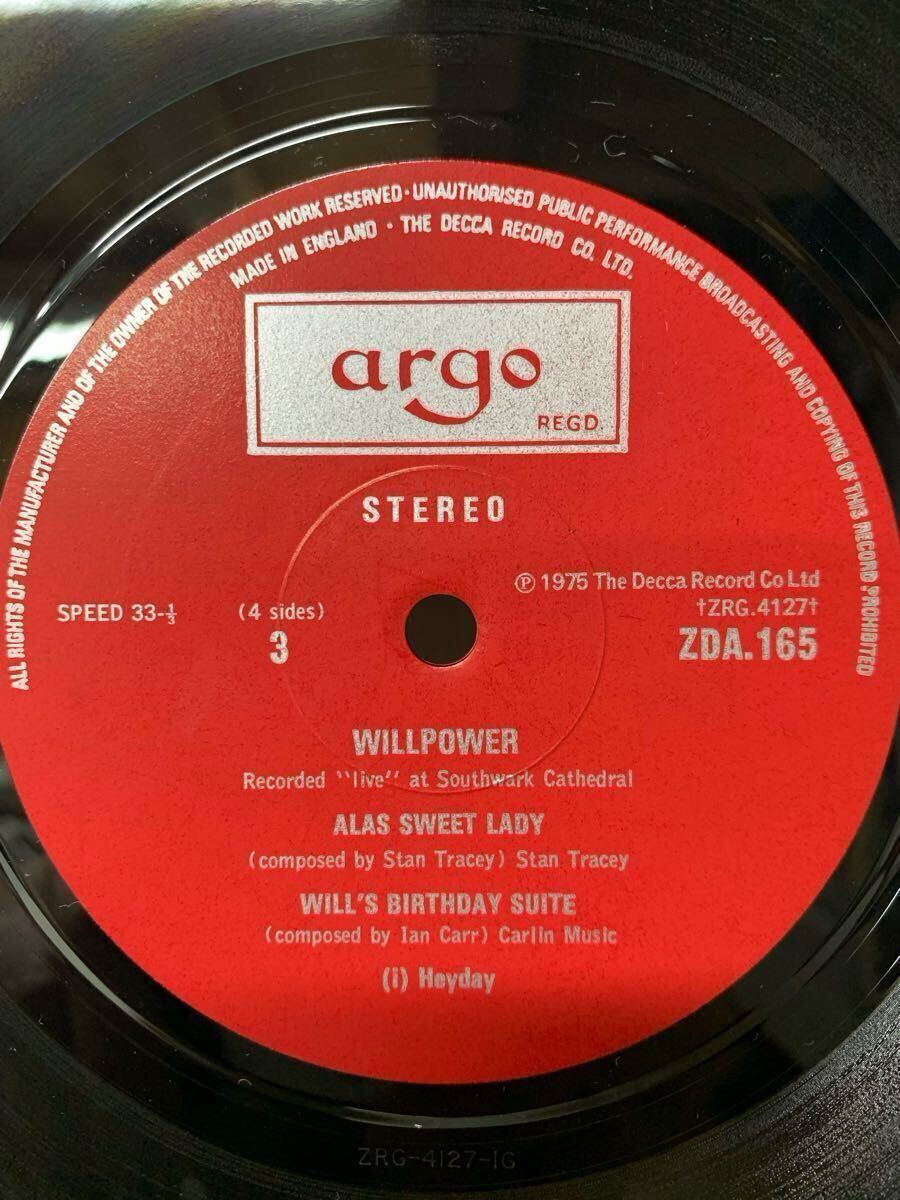 ALL RIGHTS OF THE MANUFACTURER AND OF THE OWNER OF THE RECORDED WORK RESERVED · UNAUTHORISED PUBLIC PERFORMANCE BROADCASTING AND COPYING OF THIS RECORD PROHIBITED
MADE IN ENGLAND · THE DECCA RECORD CO. LTD.
argo
REGD.
STEREO
℗ 1975 The Decca Record Co Ltd
SPEED 33-⅓ (4 sides) †ZRG.4127†
3 ZDA.165
WILLPOWER
Recorded "live" at Southwark Cathedral
ALAS SWEET LADY
(composed by Stan Tracey) Stan Tracey
WILL'S BIRTHDAY SUITE
(composed by Ian Carr) Carlin Music
(i) Heyday
ZRG-4127-1G